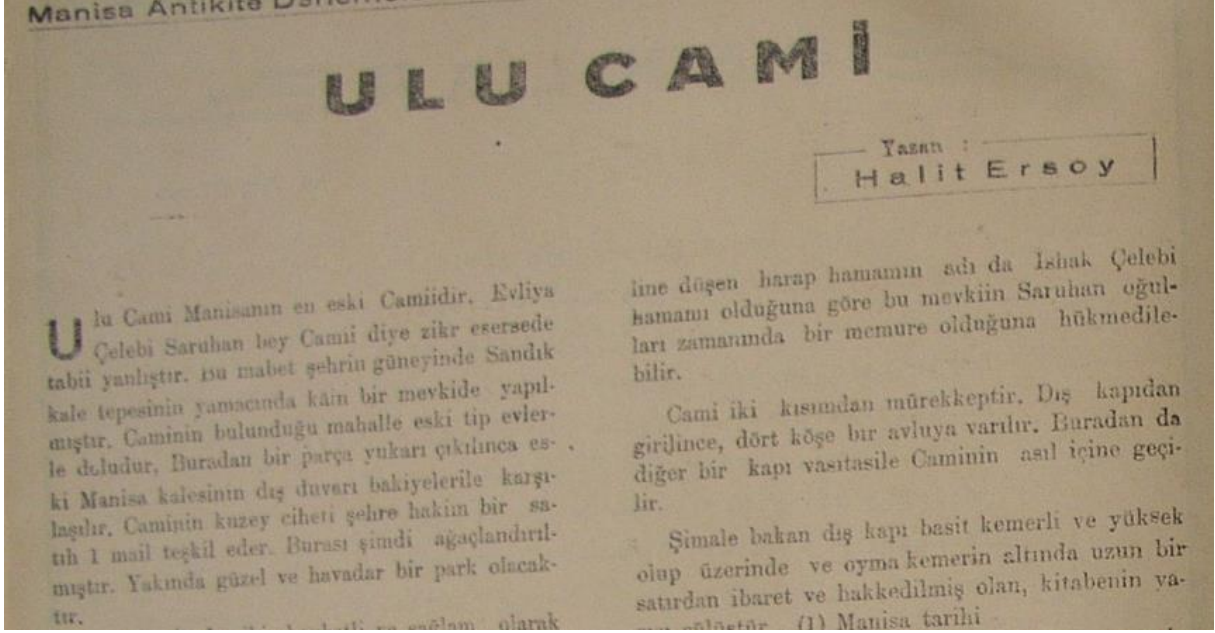 Manisa Antikite
ULU CAMİ
Yazan :
Halit Ersoy
Ulu Cami Manisanın en eski Camiidir. Evliya
Çelebi Saruhan bey Camii diye zikr esersede
tabii yanlıştır. Bu mabet şehrin güneyinde Sandık
kale tepesinin yamacında kâin bir mevkide yapıl-
mıştır. Caminin bulunduğu mahalle eski tip evler-
le doludur. Buradan bir parça yukarı çıkılınca es-
ki Manisa kalesinin dış duvarı bakiyelerile karşı-
laşılır. Caminin kuzey ciheti şehre hakim bir sa-
tıh 1 mail teşkil eder. Burası şimdi ağaçlandırıl-
mıştır. Yakında güzel ve havadar bir park olacak-
tır.
ve sağlam olarak
line düşen harap hamamın adı da İshak Çelebi
hamamı olduğuna göre bu mevkiin Saruhan oğul-
ları zamanında bir memure olduğuna hükmedile-
bilir.
Cami iki kısımdan mürekkeptir. Dış kapıdan
girilince, dört köşe bir avluya varılır. Buradan da
diğer bir kapı vasıtasile Caminin asıl içine geçi-
lir.
Şimale bakan dış kapı basit kemerli ve yüksek
olup üzerinde ve oyma kemerin altında uzun bir
satırdan ibaret ve hakkedilmiş olan, kitabenin ya-
(1) Manisa tarihi